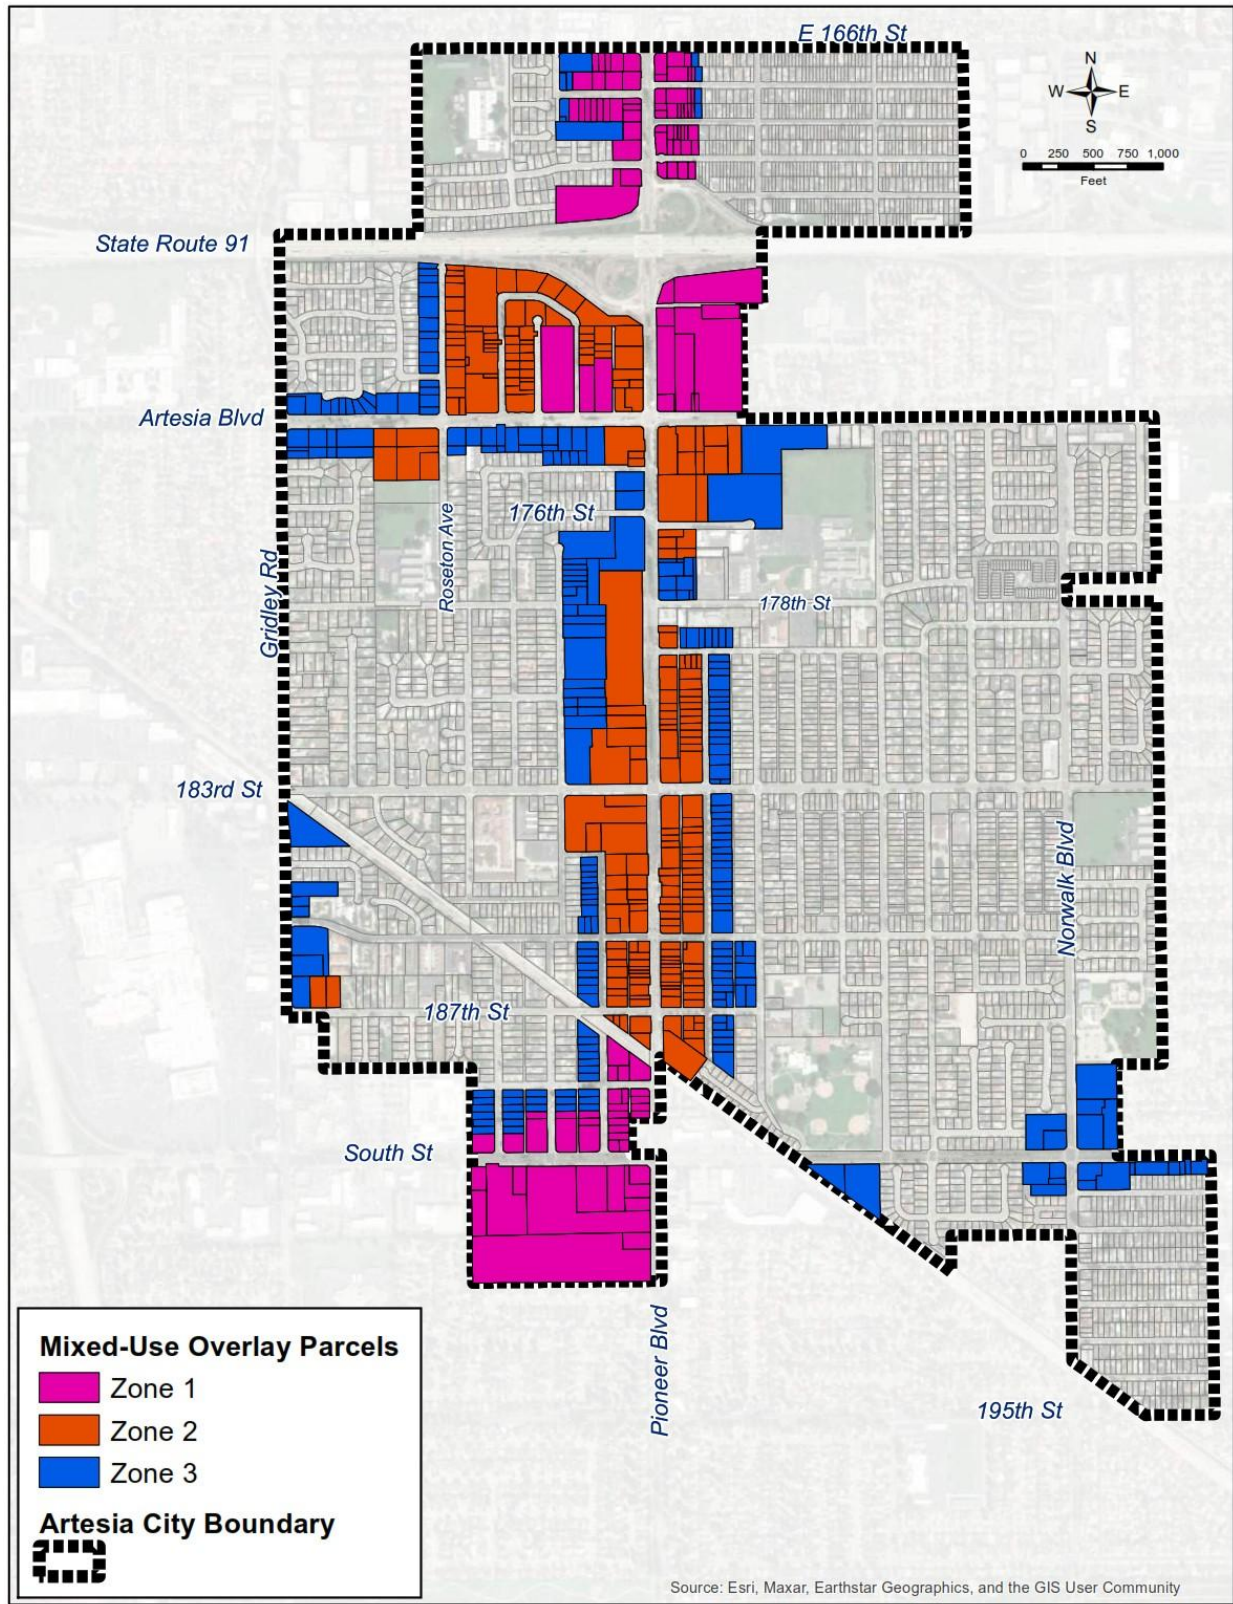 E 166th St
N
W E
S
0 250 500 750 1,000
Feet
State Route 91
Artesia Blvd
176th St
Roseton Ave
Gridley Rd
178th St
183rd St
Norwalk Blvd
187th St
South St
Pioneer Blvd
195th St
Mixed-Use Overlay Parcels
Zone 1
Zone 2
Zone 3
Artesia City Boundary
Source: Esri, Maxar, Earthstar Geographics, and the GIS User Community